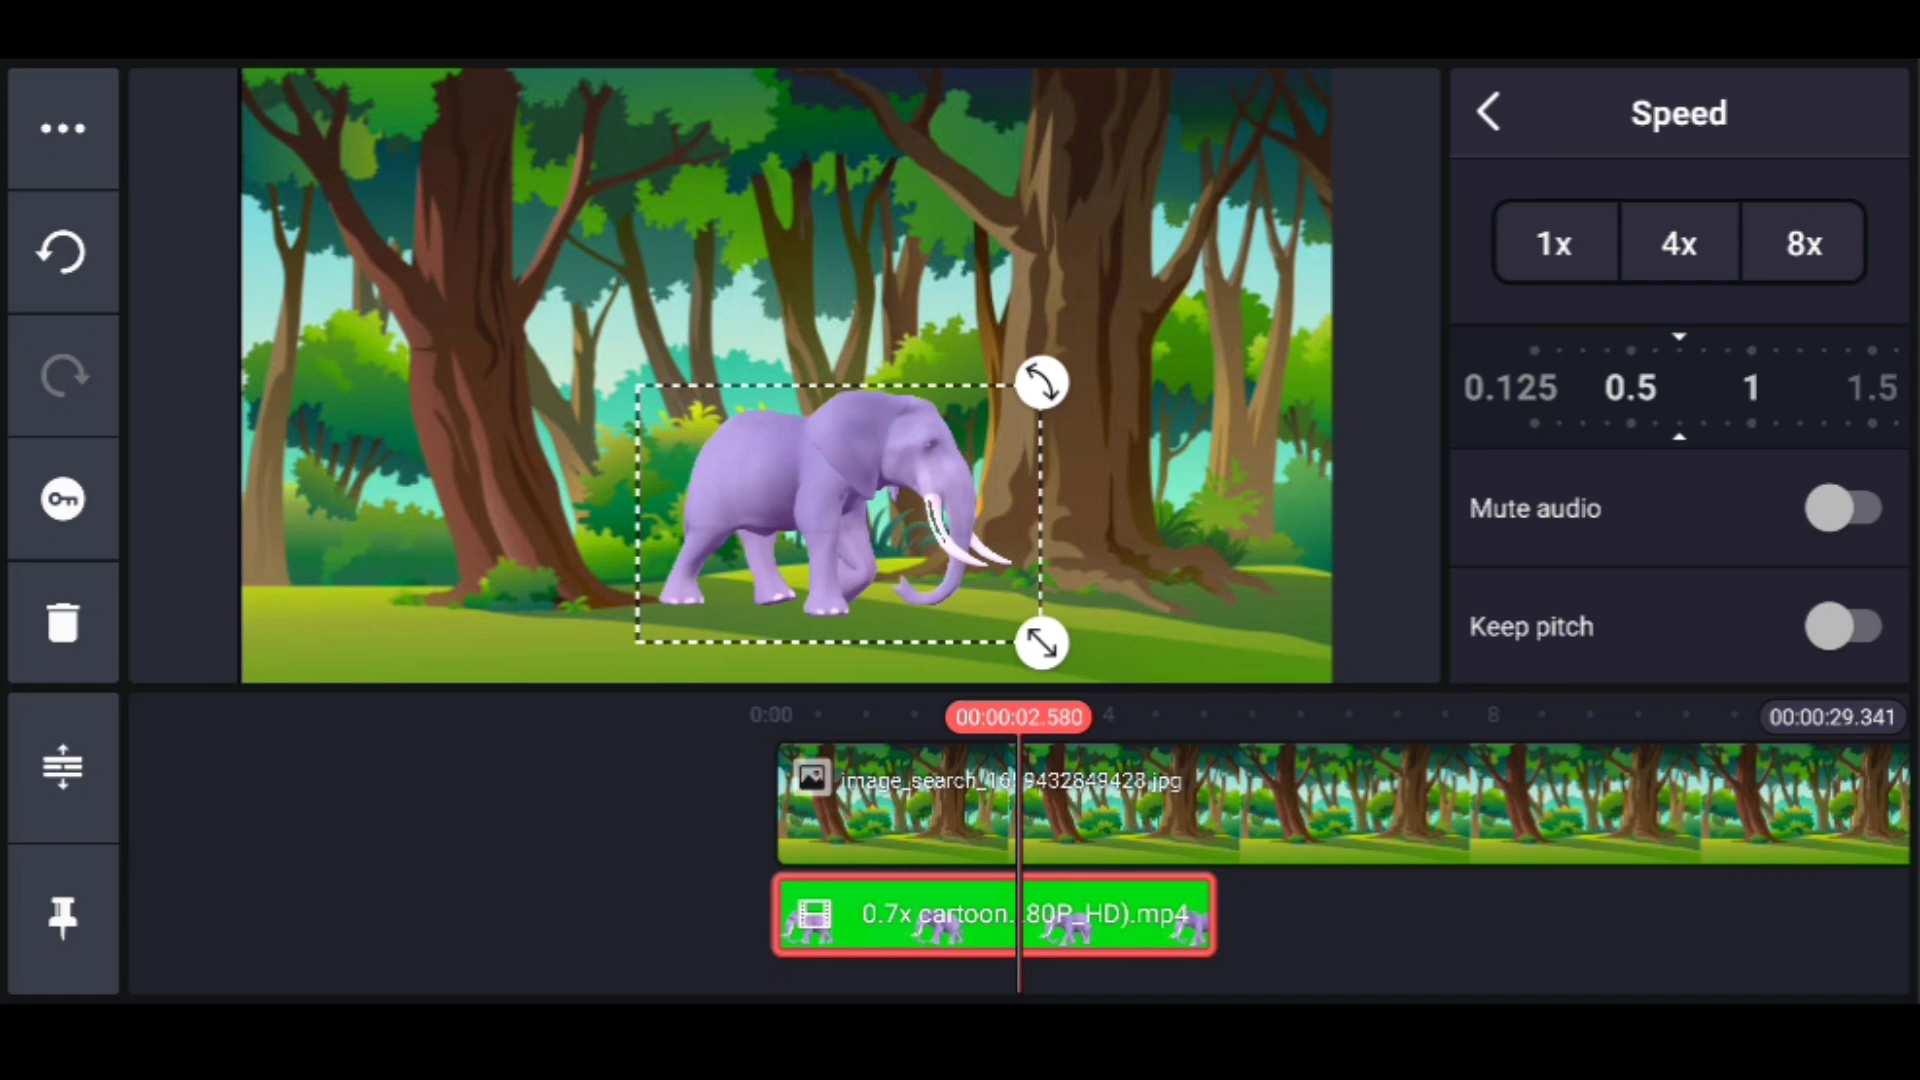 Speed
1x 4x 8x
0.125 0.5 1 1.5
Mute audio
Keep pitch
0:00 00:00:02.580 4 8 00:00:29.341
image_search_16 9432849428.jpg
0.7x cartoon...80P_HD).mp4